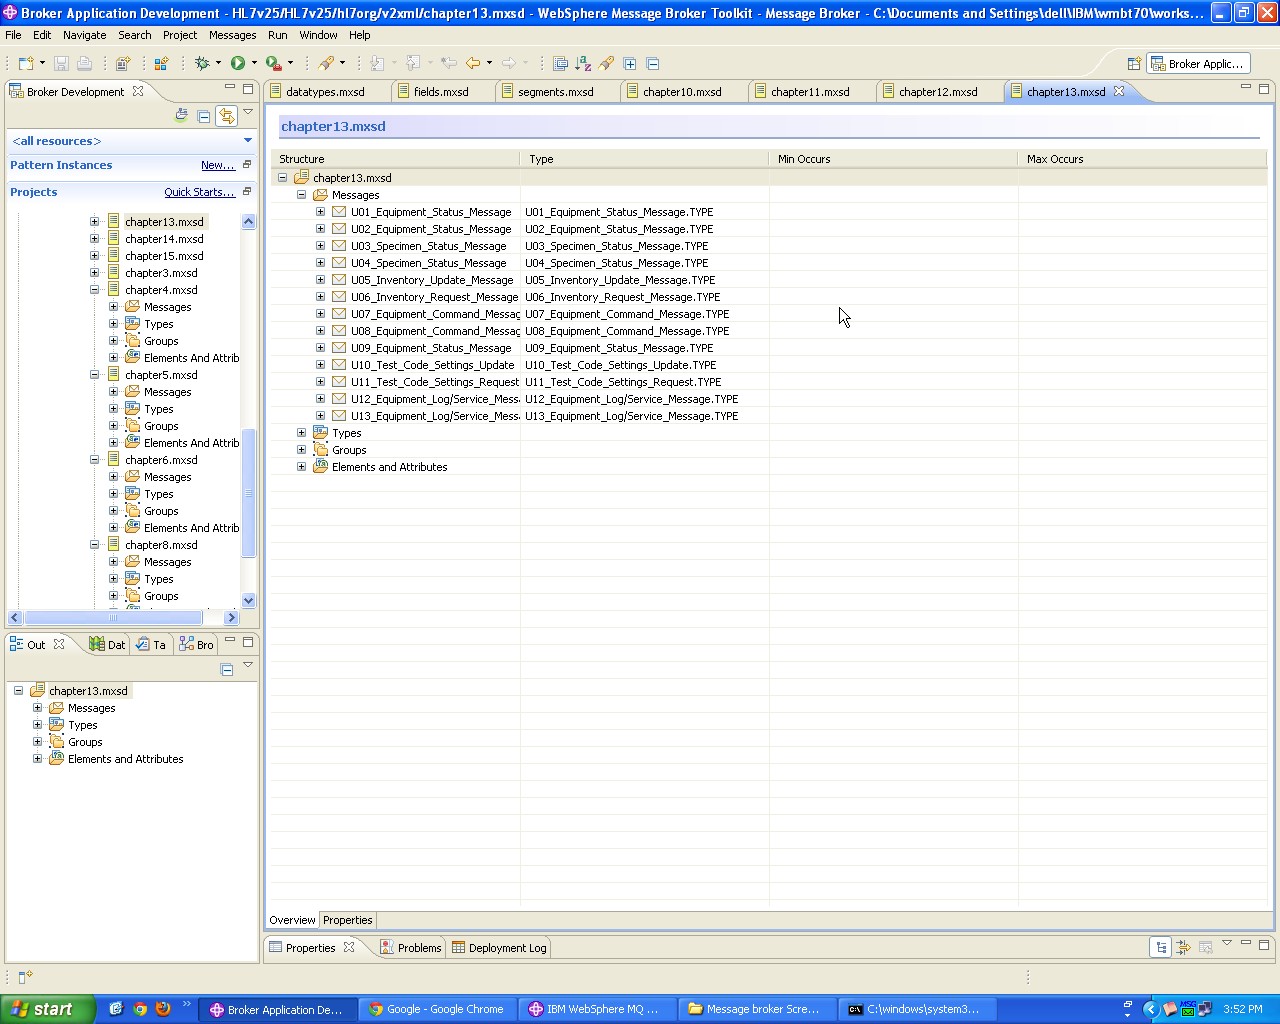 Broker Application Development - HL7v25/HL7v25/hl7org/v2xml/chapter13.mxsd - WebSphere Message Broker Toolkit - Message Broker - C:\Documents and Settings\dell\IBM\wmbt70\works...
File Edit Navigate Search Project Messages Run Window Help
Broker Applic...
Broker Development
datatypes.mxsd fields.mxsd segments.mxsd chapter10.mxsd chapter11.mxsd chapter12.mxsd chapter13.mxsd
<all resources>
Pattern Instances New...
Projects Quick Starts...
chapter13.mxsd
chapter14.mxsd
chapter15.mxsd
chapter3.mxsd
chapter4.mxsd
Messages
Types
Groups
Elements And Attrib
chapter5.mxsd
Messages
Types
Groups
Elements And Attrib
chapter6.mxsd
Messages
Types
Groups
Elements And Attrib
chapter8.mxsd
Messages
Types
Groups
chapter13.mxsd
Structure Type Min Occurs Max Occurs
chapter13.mxsd
Messages
U01_Equipment_Status_Message U01_Equipment_Status_Message.TYPE
U02_Equipment_Status_Message U02_Equipment_Status_Message.TYPE
U03_Specimen_Status_Message U03_Specimen_Status_Message.TYPE
U04_Specimen_Status_Message U04_Specimen_Status_Message.TYPE
U05_Inventory_Update_Message U05_Inventory_Update_Message.TYPE
U06_Inventory_Request_Message U06_Inventory_Request_Message.TYPE
U07_Equipment_Command_Messag U07_Equipment_Command_Message.TYPE
U08_Equipment_Command_Messag U08_Equipment_Command_Message.TYPE
U09_Equipment_Status_Message U09_Equipment_Status_Message.TYPE
U10_Test_Code_Settings_Update U10_Test_Code_Settings_Update.TYPE
U11_Test_Code_Settings_Request U11_Test_Code_Settings_Request.TYPE
U12_Equipment_Log/Service_Messa U12_Equipment_Log/Service_Message.TYPE
U13_Equipment_Log/Service_Messa U13_Equipment_Log/Service_Message.TYPE
Types
Groups
Elements and Attributes
Overview Properties
Out Dat Ta Bro
chapter13.mxsd
Messages
Types
Groups
Elements and Attributes
Properties Problems Deployment Log
start Broker Application De... Google - Google Chrome IBM WebSphere MQ ... Message broker Scre... C:\windows\system3... MSG 3:52 PM